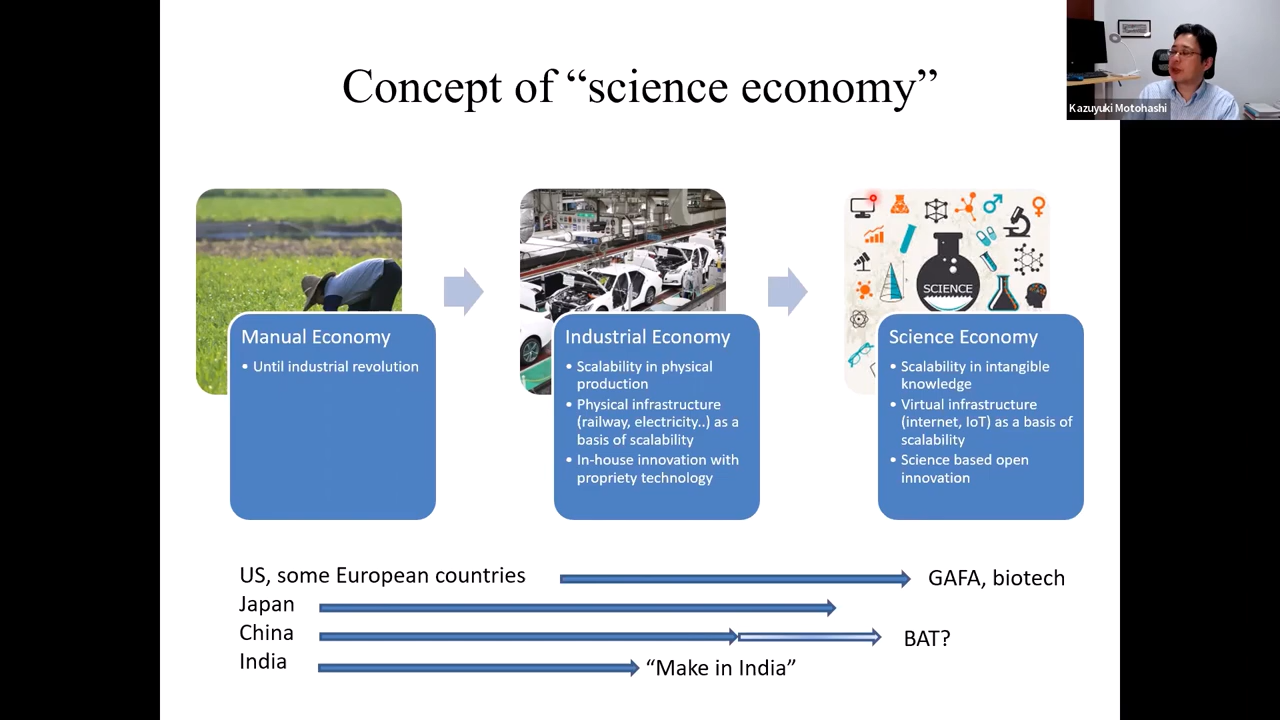 Concept of “science economy”
Kazuyuki Motohashi
SCIENCE
Manual Economy
• Until industrial revolution
Industrial Economy
• Scalability in physical
production
• Physical infrastructure
(railway, electricity..) as a
basis of scalability
• In-house innovation with
propriety technology
Science Economy
• Scalability in intangible
knowledge
• Virtual infrastructure
(internet, IoT) as a basis of
scalability
• Science based open
innovation
US, some European countries
GAFA, biotech
Japan
China
BAT?
India
“Make in India”